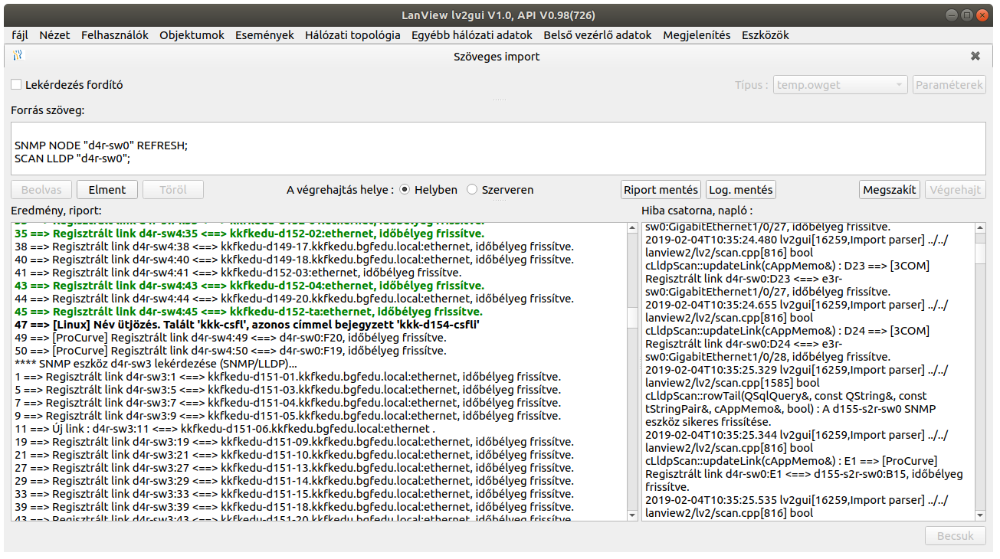 LanView lv2gui V1.0, API V0.98(726)
fájl Nézet Felhasználók Objektumok Események Hálózati topológia Egyébb hálózati adatok Belső vezérlő adatok Megjelenítés Eszközök
Szöveges import
Lekérdezés fordító
Típus :
temp.owget
Paraméterek
Forrás szöveg:
SNMP NODE "d4r-sw0" REFRESH;
SCAN LLDP "d4r-sw0";
Beolvas
Elment
Töröl
A végrehajtás helye :
Helyben
Szerveren
Riport mentés
Log. mentés
Megszakít
Végrehajt
Eredmény, riport:
35 ==> Regisztrált link d4r-sw4:35 <==> kkfkedu-d152-02:ethernet, időbélyeg frissítve.
38 ==> Regisztrált link d4r-sw4:38 <==> kkfkedu-d149-17.kkfkedu.bgfedu.local:ethernet, időbélyeg frissítve.
40 ==> Regisztrált link d4r-sw4:40 <==> kkfkedu-d149-18.kkfkedu.bgfedu.local:ethernet, időbélyeg frissítve.
41 ==> Regisztrált link d4r-sw4:41 <==> kkfkedu-d152-03:ethernet, időbélyeg frissítve.
43 ==> Regisztrált link d4r-sw4:43 <==> kkfkedu-d152-04:ethernet, időbélyeg frissítve.
44 ==> Regisztrált link d4r-sw4:44 <==> kkfkedu-d149-20.kkfkedu.bgfedu.local:ethernet, időbélyeg frissítve.
45 ==> Regisztrált link d4r-sw4:45 <==> kkfkedu-d152-ta:ethernet, időbélyeg frissítve.
47 ==> [Linux] Név ütjözés. Talált 'kkk-csfl', azonos címmel bejegyzett 'kkk-d154-csfli'
49 ==> [ProCurve] Regisztrált link d4r-sw4:49 <==> d4r-sw0:F20, időbélyeg frissítve.
50 ==> [ProCurve] Regisztrált link d4r-sw4:50 <==> d4r-sw0:F19, időbélyeg frissítve.
**** SNMP eszköz d4r-sw3 lekérdezése (SNMP/LLDP)...
1 ==> Regisztrált link d4r-sw3:1 <==> kkfkedu-d151-01.kkfkedu.bgfedu.local:ethernet, időbélyeg frissítve.
5 ==> Regisztrált link d4r-sw3:5 <==> kkfkedu-d151-03.kkfkedu.bgfedu.local:ethernet, időbélyeg frissítve.
7 ==> Regisztrált link d4r-sw3:7 <==> kkfkedu-d151-04.kkfkedu.bgfedu.local:ethernet, időbélyeg frissítve.
9 ==> Regisztrált link d4r-sw3:9 <==> kkfkedu-d151-05.kkfkedu.bgfedu.local:ethernet, időbélyeg frissítve.
11 ==> Új link : d4r-sw3:11 <==> kkfkedu-d151-06.kkfkedu.bgfedu.local:ethernet .
19 ==> Regisztrált link d4r-sw3:19 <==> kkfkedu-d151-09.kkfkedu.bgfedu.local:ethernet, időbélyeg frissítve.
21 ==> Regisztrált link d4r-sw3:21 <==> kkfkedu-d151-10.kkfkedu.bgfedu.local:ethernet, időbélyeg frissítve.
27 ==> Regisztrált link d4r-sw3:27 <==> kkfkedu-d151-13.kkfkedu.bgfedu.local:ethernet, időbélyeg frissítve.
29 ==> Regisztrált link d4r-sw3:29 <==> kkfkedu-d151-14.kkfkedu.bgfedu.local:ethernet, időbélyeg frissítve.
33 ==> Regisztrált link d4r-sw3:33 <==> kkfkedu-d151-15.kkfkedu.bgfedu.local:ethernet, időbélyeg frissítve.
39 ==> Regisztrált link d4r-sw3:39 <==> kkfkedu-d151-18.kkfkedu.bgfedu.local:ethernet, időbélyeg frissítve.
43 ==> Regisztrált link d4r-sw3:43 <==> kkfkedu-d151-20.kkfkedu.bgfedu.local:ethernet, időbélyeg frissítve.
Hiba csatorna, napló :
sw0:GigabitEthernet1/0/27, időbélyeg frissítve.
2019-02-04T10:35:24.480 lv2gui[16259,Import parser] ../../
lanview2/lv2/scan.cpp[816] bool
cLldpScan::updateLink(cAppMemo&) : D23 ==> [3COM]
Regisztrált link d4r-sw0:D23 <==> e3r-
sw0:GigabitEthernet1/0/27, időbélyeg frissítve.
2019-02-04T10:35:24.655 lv2gui[16259,Import parser] ../../
lanview2/lv2/scan.cpp[816] bool
cLldpScan::updateLink(cAppMemo&) : D24 ==> [3COM]
Regisztrált link d4r-sw0:D24 <==> e3r-
sw0:GigabitEthernet1/0/28, időbélyeg frissítve.
2019-02-04T10:35:25.329 lv2gui[16259,Import parser] ../../
lanview2/lv2/scan.cpp[1585] bool
cLldpScan::rowTail(QSqlQuery&, const QString&, const
tStringPair&, cAppMemo&, bool) : A d155-s2r-sw0 SNMP
eszköz sikeres frissítése.
2019-02-04T10:35:25.344 lv2gui[16259,Import parser] ../../
lanview2/lv2/scan.cpp[816] bool
cLldpScan::updateLink(cAppMemo&) : E1 ==> [ProCurve]
Regisztrált link d4r-sw0:E1 <==> d155-s2r-sw0:B15, időbélyeg
frissítve.
2019-02-04T10:35:25.535 lv2gui[16259,Import parser] ../../
lanview2/lv2/scan.cpp[816] bool
Becsuk